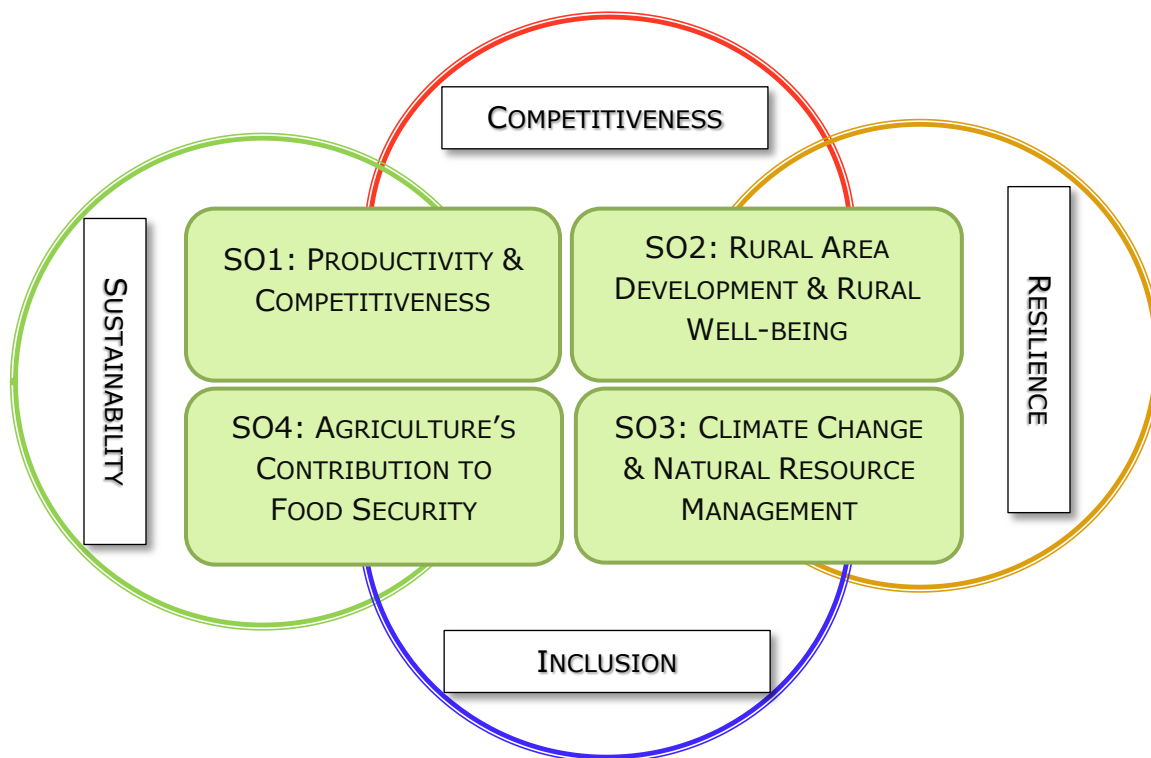 COMPETITIVENESS
SUSTAINABILITY
SO1: PRODUCTIVITY &
COMPETITIVENESS
SO2: RURAL AREA
DEVELOPMENT & RURAL
WELL-BEING
RESILIENCE
SO4: AGRICULTURE’S
CONTRIBUTION TO
FOOD SECURITY
SO3: CLIMATE CHANGE
& NATURAL RESOURCE
MANAGEMENT
INCLUSION